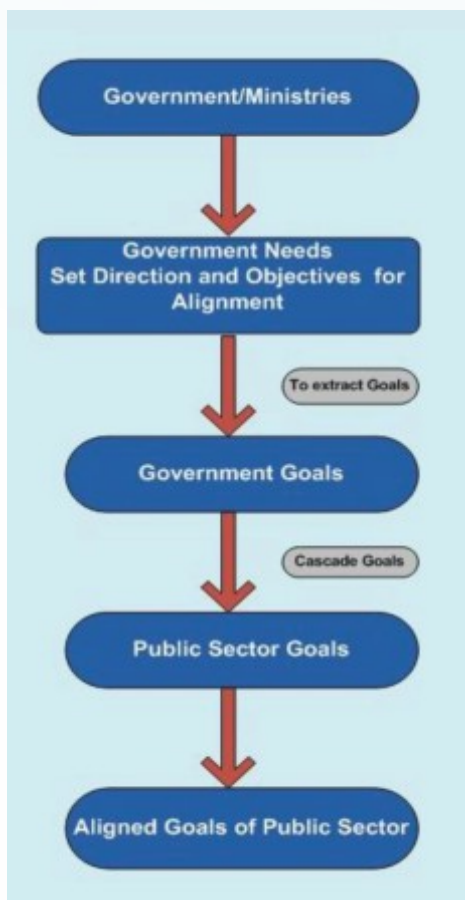 Government/Ministries
Government Needs
Set Direction and Objectives for
Alignment
To extract Goals
Government Goals
Cascade Goals
Public Sector Goals
Aligned Goals of Public Sector